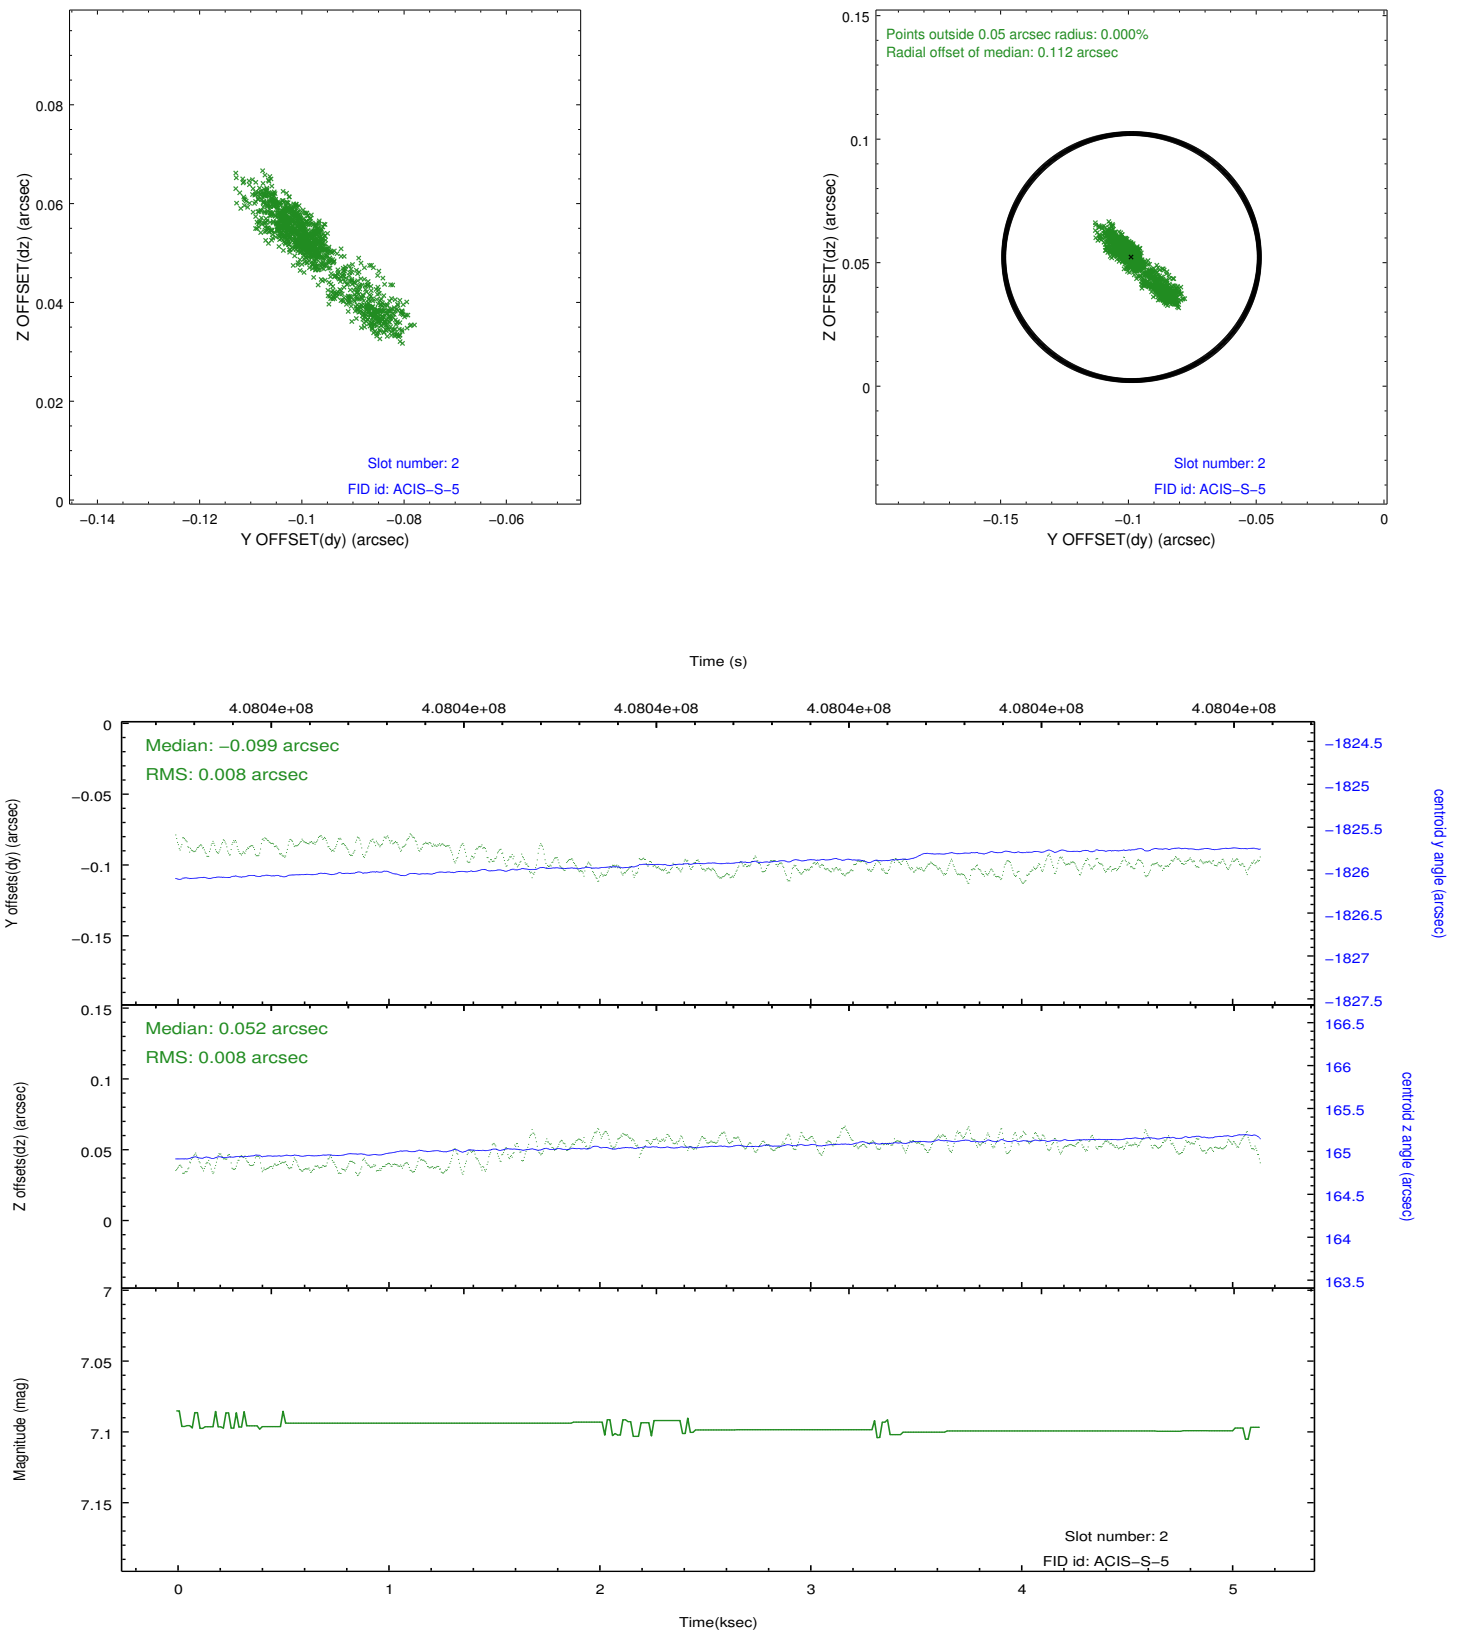 0.08
0.06
0.04
0.02
0
Z OFFSET(dz) (arcsec)
Slot number: 2
FID id: ACIS−S−5
−0.14
−0.12
−0.1
−0.08
−0.06
Y OFFSET(dy) (arcsec)
0.15
0.1
0.05
0
Z OFFSET(dz) (arcsec)
Points outside 0.05 arcsec radius: 0.000%
Radial offset of median: 0.112 arcsec
Slot number: 2
FID id: ACIS−S−5
−0.15
−0.1
−0.05
0
Y OFFSET(dy) (arcsec)
Time (s)
4.0804e+08
4.0804e+08
4.0804e+08
4.0804e+08
4.0804e+08
4.0804e+08
0
−0.05
−0.1
−0.15
Y offsets(dy) (arcsec)
Median: −0.099 arcsec
RMS: 0.008 arcsec
−1824.5
−1825
−1825.5
−1826
−1826.5
−1827
−1827.5
centroid y angle (arcsec)
0.15
0.1
0.05
0
Z offsets(dz) (arcsec)
Median: 0.052 arcsec
RMS: 0.008 arcsec
166.5
166
165.5
165
164.5
164
163.5
centroid z angle (arcsec)
7
7.05
7.1
7.15
Magnitude (mag)
Slot number: 2
FID id: ACIS−S−5
0
1
2
3
4
5
Time(ksec)